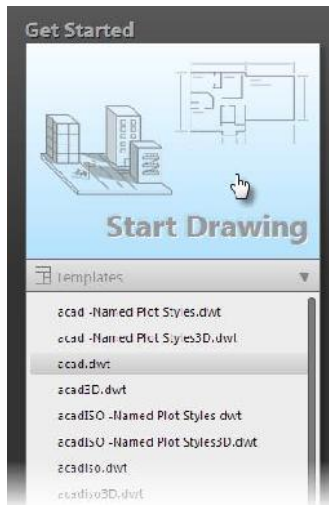 Get Started
Start Drawing
Templates
acad -Named Plot Styles.dwt
acad -Named Plot Styles3D.dwt
acad.dwt
acad3D.dwt
acadISO -Named Plot Styles.dwt
acadISO -Named Plot Styles3D.dwt
acadiso.dwt
acadiso3D.dwt